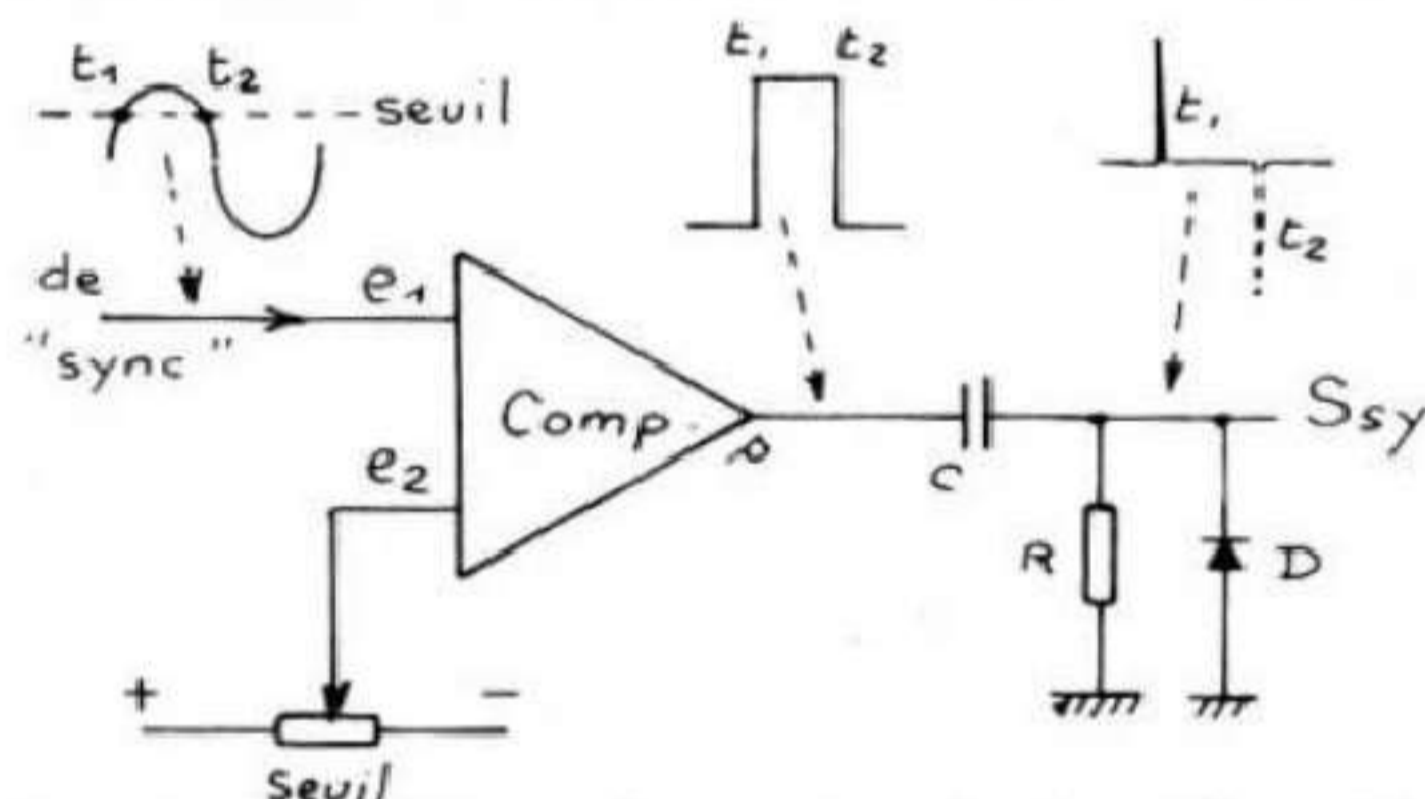 t1 t2
seuil
t1 t2
t1
t2
de
"sync"
e1
e2
Comp.
s
C
Ssy
R
D
+ -
seuil